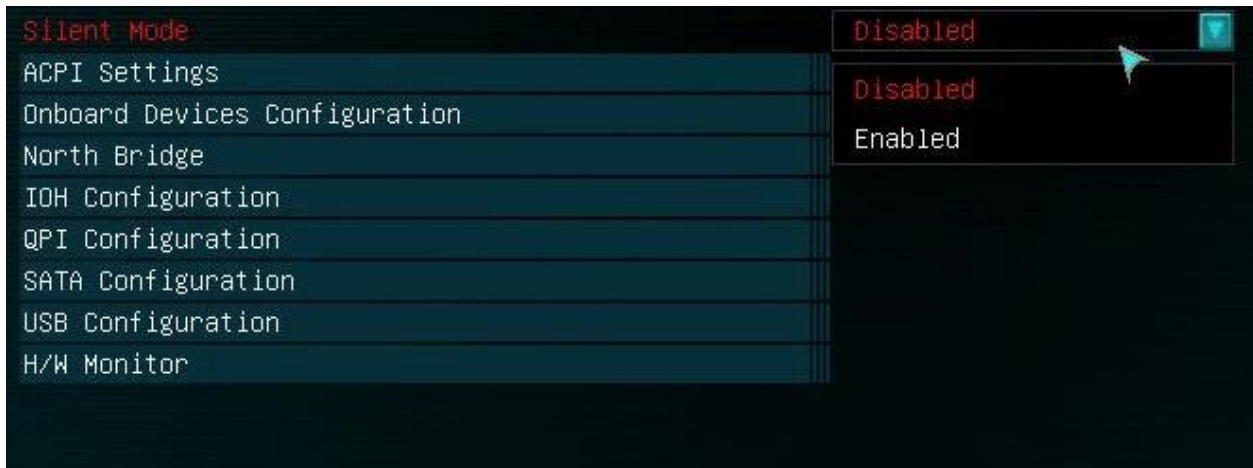 Silent Mode Disabled
ACPI Settings
Disabled
Onboard Devices Configuration
Enabled
North Bridge
IOH Configuration
QPI Configuration
SATA Configuration
USB Configuration
H/W Monitor